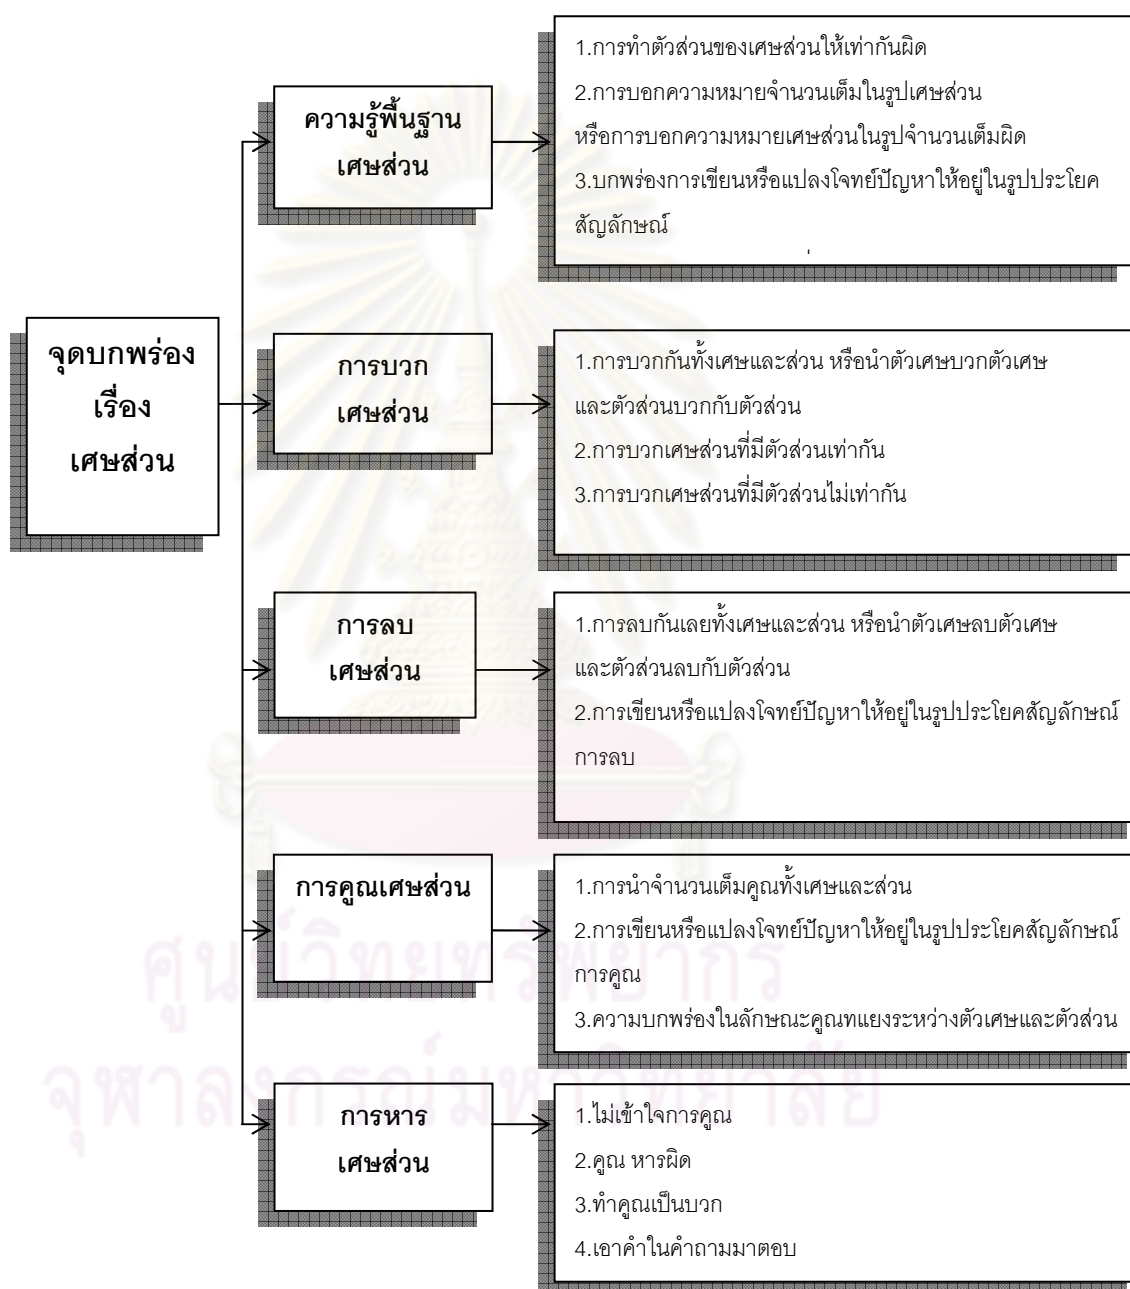 ความรู้พื้นฐาน
เศษส่วน
1.การทำตัวส่วนของเศษส่วนให้เท่ากันผิด
2.การบอกความหมายจำนวนเต็มในรูปเศษส่วน
หรือการบอกความหมายเศษส่วนในรูปจำนวนเต็มผิด
3.บกพร่องการเขียนหรือแปลงโจทย์ปัญหาให้อยู่ในรูปประโยค
สัญลักษณ์
จุดบกพร่อง
เรื่อง
เศษส่วน
การบวก
เศษส่วน
1.การบวกกันทั้งเศษและส่วน หรือนำตัวเศษบวกตัวเศษ
และตัวส่วนบวกกับตัวส่วน
2.การบวกเศษส่วนที่มีตัวส่วนเท่ากัน
3.การบวกเศษส่วนที่มีตัวส่วนไม่เท่ากัน
การลบ
เศษส่วน
1.การลบกันเลยทั้งเศษและส่วน หรือนำตัวเศษลบตัวเศษ
และตัวส่วนลบกับตัวส่วน
2.การเขียนหรือแปลงโจทย์ปัญหาให้อยู่ในรูปประโยคสัญลักษณ์
การลบ
การคูณเศษส่วน
1.การนำจำนวนเต็มคูณทั้งเศษและส่วน
2.การเขียนหรือแปลงโจทย์ปัญหาให้อยู่ในรูปประโยคสัญลักษณ์
การคูณ
3.ความบกพร่องในลักษณะคูณทแยงระหว่างตัวเศษและตัวส่วน
การหาร
เศษส่วน
1.ไม่เข้าใจการคูณ
2.คูณ หารผิด
3.ทำคูณเป็นบวก
4.เอาคำในคำถามมาตอบ
ศูนย์วิทยทรัพยากร
จุฬาลงกรณ์มหาวิทยาลัย